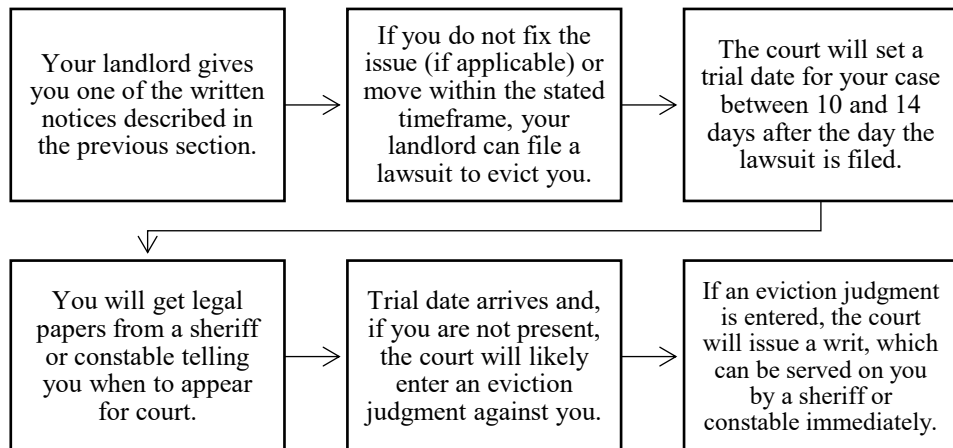 Your landlord gives
you one of the written
notices described in
the previous section.
If you do not fix the
issue (if applicable) or
move within the stated
timeframe, your
landlord can file a
lawsuit to evict you.
The court will set a
trial date for your case
between 10 and 14
days after the day the
lawsuit is filed.
You will get legal
papers from a sheriff
or constable telling
you when to appear
for court.
Trial date arrives and,
if you are not present,
the court will likely
enter an eviction
judgment against you.
If an eviction judgment
is entered, the court
will issue a writ, which
can be served on you
by a sheriff or
constable immediately.